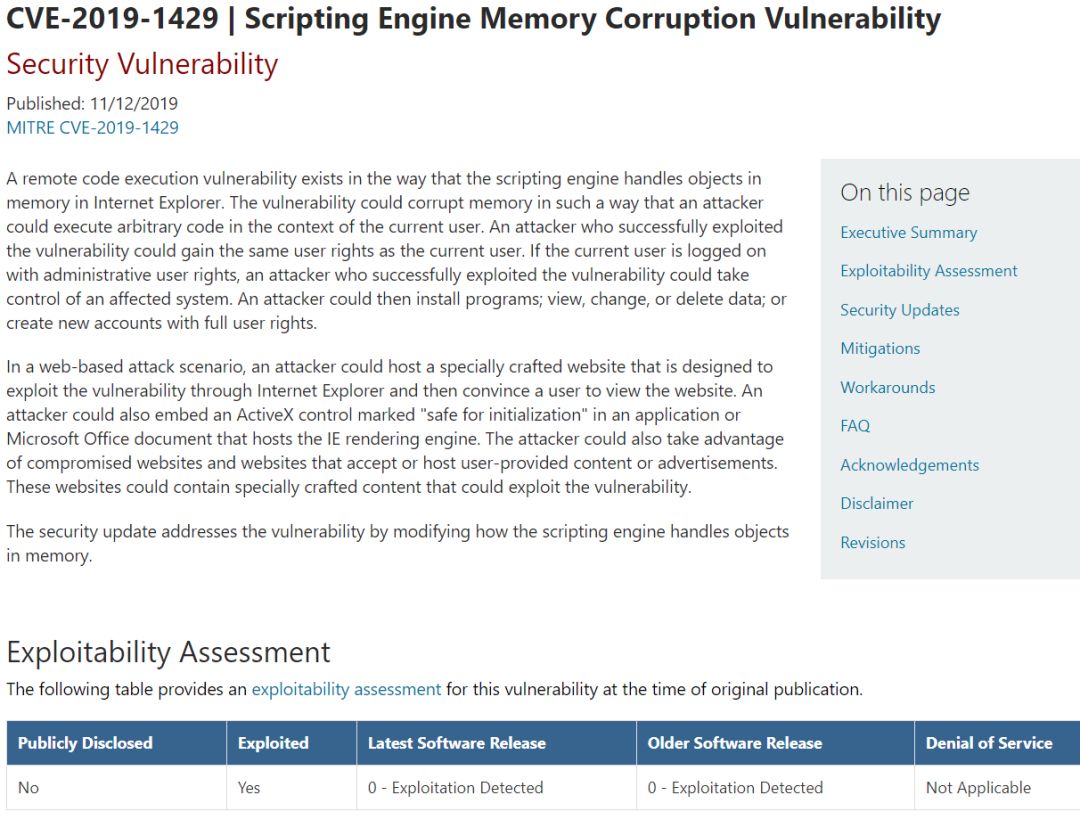 CVE-2019-1429 | Scripting Engine Memory Corruption Vulnerability
Security Vulnerability
Published: 11/12/2019
MITRE CVE-2019-1429
A remote code execution vulnerability exists in the way that the scripting engine handles objects in
memory in Internet Explorer. The vulnerability could corrupt memory in such a way that an attacker
could execute arbitrary code in the context of the current user. An attacker who successfully exploited
the vulnerability could gain the same user rights as the current user. If the current user is logged on
with administrative user rights, an attacker who successfully exploited the vulnerability could take
control of an affected system. An attacker could then install programs; view, change, or delete data; or
create new accounts with full user rights.
In a web-based attack scenario, an attacker could host a specially crafted website that is designed to
exploit the vulnerability through Internet Explorer and then convince a user to view the website. An
attacker could also embed an ActiveX control marked "safe for initialization" in an application or
Microsoft Office document that hosts the IE rendering engine. The attacker could also take advantage
of compromised websites and websites that accept or host user-provided content or advertisements.
These websites could contain specially crafted content that could exploit the vulnerability.
The security update addresses the vulnerability by modifying how the scripting engine handles objects
in memory.
On this page
Executive Summary
Exploitability Assessment
Security Updates
Mitigations
Workarounds
FAQ
Acknowledgements
Disclaimer
Revisions
Exploitability Assessment
The following table provides an exploitability assessment for this vulnerability at the time of original publication.
Publicly Disclosed Exploited Latest Software Release Older Software Release Denial of Service
No Yes 0 - Exploitation Detected 0 - Exploitation Detected Not Applicable